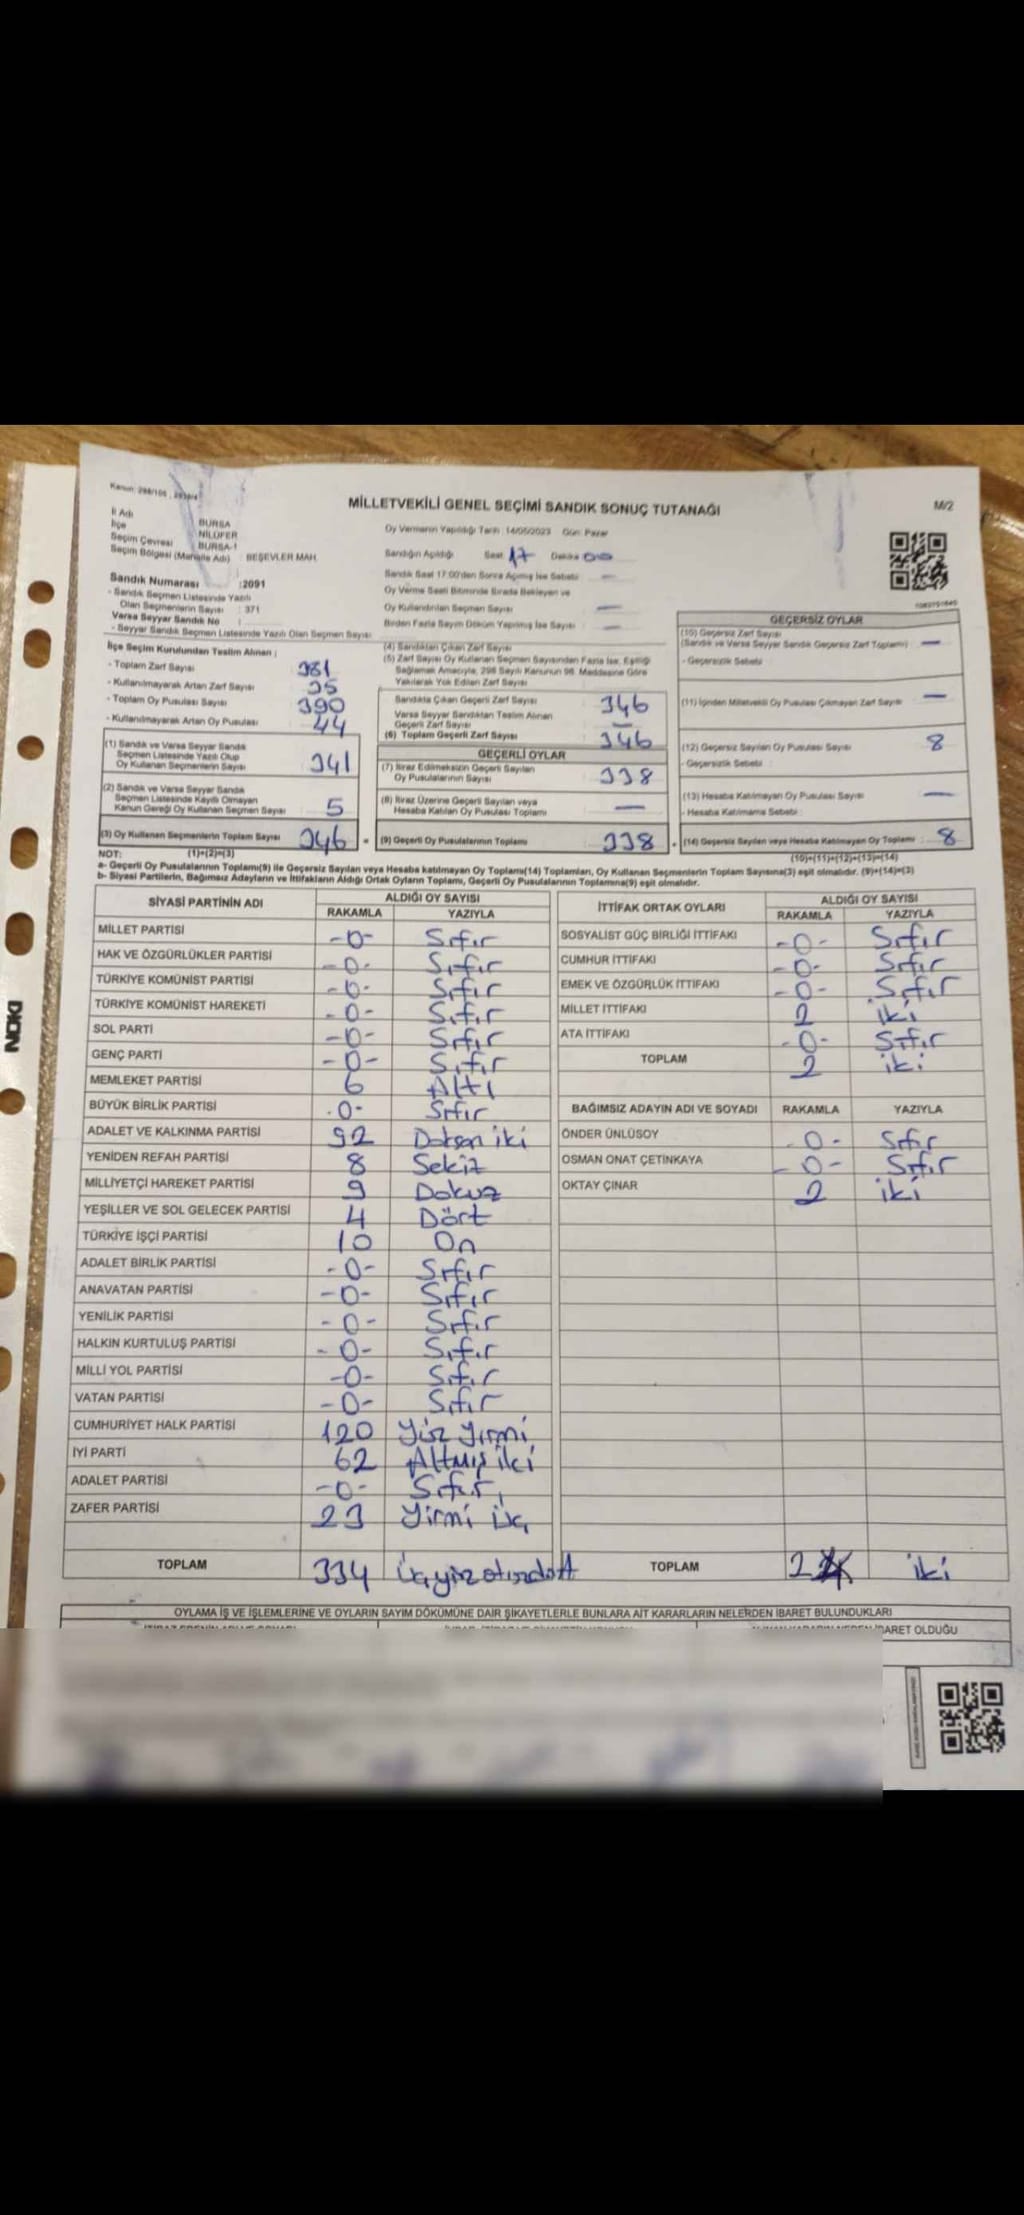 Kanun: 298/105 , 2839/4
MİLLETVEKİLİ GENEL SEÇİMİ SANDIK SONUÇ TUTANAĞI
M/2
İl Adı BURSA
İlçe NİLÜFER
Seçim Çevresi BURSA-1
Seçim Bölgesi (Mahalle Adı) : BEŞEVLER MAH.
Oy Vermenin Yapıldığı Tarih : 14/05/2023 Gün: Pazar
Sandığın Açıldığı Saat 17 Dakika 00
Sandık Saat 17:00'den Sonra Açılmış İse Sebebi —
Oy Verme Saati Bitiminde Sırada Bekleyen ve
Oy Kullandırılan Seçmen Sayısı —
Birden Fazla Sayım Döküm Yapılmış İse Sayısı —
Sandık Numarası : 2091
- Sandık Seçmen Listesinde Yazılı
Olan Seçmenlerin Sayısı : 371
Varsa Seyyar Sandık No :
- Seyyar Sandık Seçmen Listesinde Yazılı Olan Seçmen Sayısı
İlçe Seçim Kurulundan Teslim Alınan ;
- Toplam Zarf Sayısı 381
- Kullanılmayarak Artan Zarf Sayısı 35
- Toplam Oy Pusulası Sayısı 390
- Kullanılmayarak Artan Oy Pusulası 44
(1) Sandık ve Varsa Seyyar Sandık
Seçmen Listesinde Yazılı Olup
Oy Kullanan Seçmenlerin Sayısı 341
(2) Sandık ve Varsa Seyyar Sandık
Seçmen Listesinde Kayıtlı Olmayan
Kanun Gereği Oy Kullanan Seçmen Sayısı 5
(3) Oy Kullanan Seçmenlerin Toplam Sayısı 346
(1)+(2)=(3)
(4) Sandıktan Çıkan Zarf Sayısı
(5) Zarf Sayısı Oy Kullanan Seçmen Sayısından Fazla İse, Eşitliği
Sağlamak Amacıyla, 298 Sayılı Kanunun 98. Maddesine Göre
Yakılarak Yok Edilen Zarf Sayısı
Sandıkta Çıkan Geçerli Zarf Sayısı 346
Varsa Seyyar Sandıktan Teslim Alınan
Geçerli Zarf Sayısı —
(6) Toplam Geçerli Zarf Sayısı 346
GEÇERLİ OYLAR
(7) İtiraz Edilmeksizin Geçerli Sayılan
Oy Pusulalarının Sayısı 338
(8) İtiraz Üzerine Geçerli Sayılan veya
Hesaba Katılan Oy Pusulası Toplamı —
(9) Geçerli Oy Pusulalarının Toplamı 338
GEÇERSİZ OYLAR
(10) Geçersiz Zarf Sayısı
(Sandık ve Varsa Seyyar Sandık Geçersiz Zarf Toplamı) —
- Geçersizlik Sebebi
(11) İçinden Milletvekili Oy Pusulası Çıkmayan Zarf Sayısı —
(12) Geçersiz Sayılan Oy Pusulası Sayısı 8
- Geçersizlik Sebebi :
(13) Hesaba Katılmayan Oy Pusulası Sayısı —
- Hesaba Katılmama Sebebi
(14) Geçersiz Sayılan veya Hesaba Katılmayan Oy Toplamı : 8
(10)+(11)+(12)+(13)=(14)
NOT:
a- Geçerli Oy Pusulalarının Toplamı(9) ile Geçersiz Sayılan veya Hesaba katılmayan Oy Toplamı(14) Toplamları, Oy Kullanan Seçmenlerin Toplam Sayısına(3) eşit olmalıdır. (9)+(14)=(3)
b- Siyasi Partilerin, Bağımsız Adayların ve İttifakların Aldığı Ortak Oyların Toplamı, Geçerli Oy Pusulalarının Toplamına(9) eşit olmalıdır.
SİYASİ PARTİNİN ADI ALDIĞI OY SAYISI
RAKAMLA YAZIYLA
MİLLET PARTİSİ -0- Sıfır
HAK VE ÖZGÜRLÜKLER PARTİSİ -0- Sıfır
TÜRKİYE KOMÜNİST PARTİSİ -0- Sıfır
TÜRKİYE KOMÜNİST HAREKETİ -0- Sıfır
SOL PARTİ -0- Sıfır
GENÇ PARTİ -0- Sıfır
MEMLEKET PARTİSİ 6 Altı
BÜYÜK BİRLİK PARTİSİ -0- Sıfır
ADALET VE KALKINMA PARTİSİ 92 Doksan iki
YENİDEN REFAH PARTİSİ 8 Sekiz
MİLLİYETÇİ HAREKET PARTİSİ 9 Dokuz
YEŞİLLER VE SOL GELECEK PARTİSİ 4 Dört
TÜRKİYE İŞÇİ PARTİSİ 10 On
ADALET BİRLİK PARTİSİ -0- Sıfır
ANAVATAN PARTİSİ -0- Sıfır
YENİLİK PARTİSİ -0- Sıfır
HALKIN KURTULUŞ PARTİSİ -0- Sıfır
MİLLİ YOL PARTİSİ -0- Sıfır
VATAN PARTİSİ -0- Sıfır
CUMHURİYET HALK PARTİSİ 120 Yüz yirmi
İYİ PARTİ 62 Altmış iki
ADALET PARTİSİ -0- Sıfır
ZAFER PARTİSİ 23 Yirmi üç
TOPLAM 334 Üçyüz otuzdört
İTTİFAK ORTAK OYLARI ALDIĞI OY SAYISI
RAKAMLA YAZIYLA
SOSYALİST GÜÇ BİRLİĞİ İTTİFAKI -0- Sıfır
CUMHUR İTTİFAKI -0- Sıfır
EMEK VE ÖZGÜRLÜK İTTİFAKI -0- Sıfır
MİLLET İTTİFAKI 2 iki
ATA İTTİFAKI -0- Sıfır
TOPLAM 2 iki
BAĞIMSIZ ADAYIN ADI VE SOYADI RAKAMLA YAZIYLA
ÖNDER ÜNLÜSOY -0- Sıfır
OSMAN ONAT ÇETİNKAYA -0- Sıfır
OKTAY ÇINAR 2 iki
TOPLAM 2 iki
OYLAMA İŞ VE İŞLEMLERİNE VE OYLARIN SAYIM DÖKÜMÜNE DAİR ŞİKAYETLERLE BUNLARA AİT KARARLARIN NELERDEN İBARET BULUNDUKLARI
İBARET OLDUĞU
NOKI